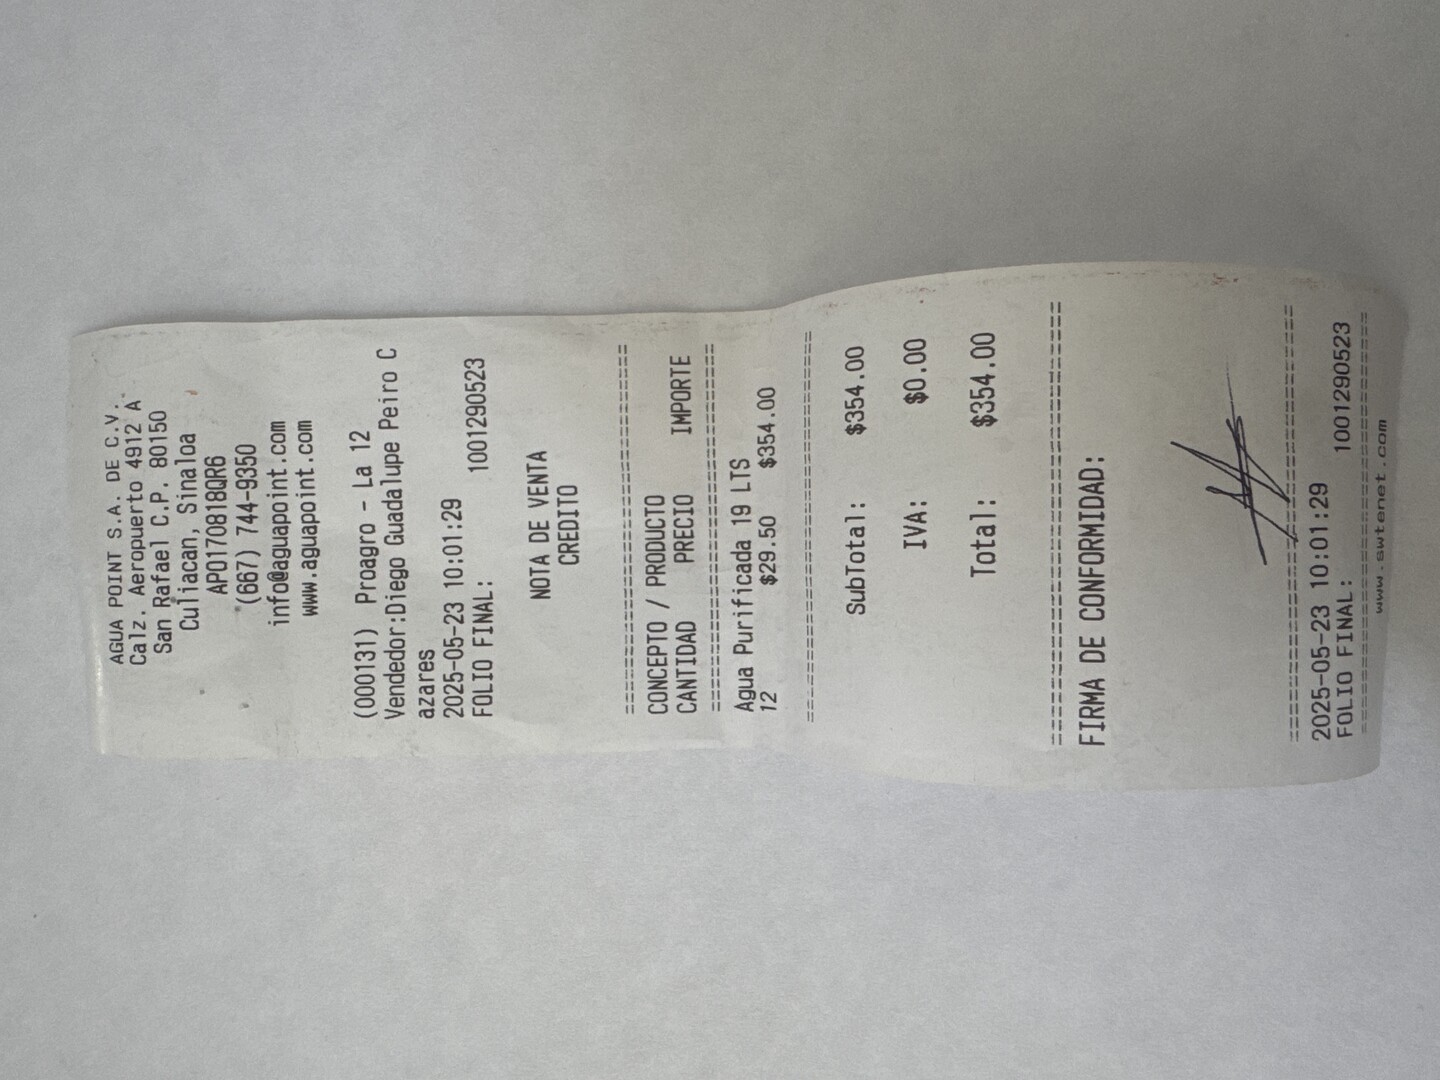 AGUA POINT S.A. DE C.V.
Calz. Aeropuerto 4912 A
San Rafael C.P. 80150
Culiacan, Sinaloa
APO170818QR6
(667) 744-9350
info@aguapoint.com
www.aguapoint.com
(000131) Proagro - La 12
Vendedor:Diego Guadalupe Peiro C
azares
2025-05-23 10:01:29
FOLIO FINAL: 1001290523
NOTA DE VENTA
CREDITO
CONCEPTO / PRODUCTO
CANTIDAD PRECIO IMPORTE
Agua Purificada 19 LTS
12 $29.50 $354.00
SubTotal: $354.00
IVA: $0.00
Total: $354.00
FIRMA DE CONFORMIDAD:
2025-05-23 10:01:29
FOLIO FINAL: 1001290523
www.swtenet.com